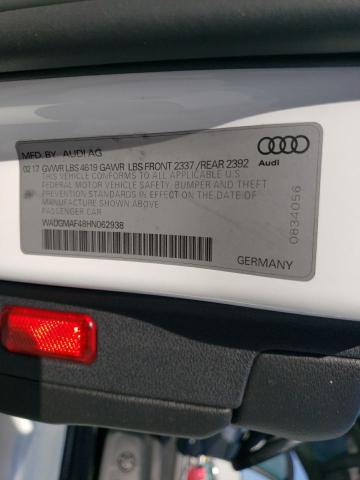 MFD. BY AUDI AG
02.17 GVWR LBS 4619 GAWR LBS FRONT 2337 / REAR 2392
THIS VEHICLE CONFORMS TO ALL APPLICABLE U.S.
FEDERAL MOTOR VEHICLE SAFETY, BUMPER AND THEFT
PREVENTION STANDARDS IN EFFECT ON THE DATE OF
MANUFACTURE SHOWN ABOVE
PASSENGER CAR
WADGMAF48HN062938
Audi
0834056
GERMANY